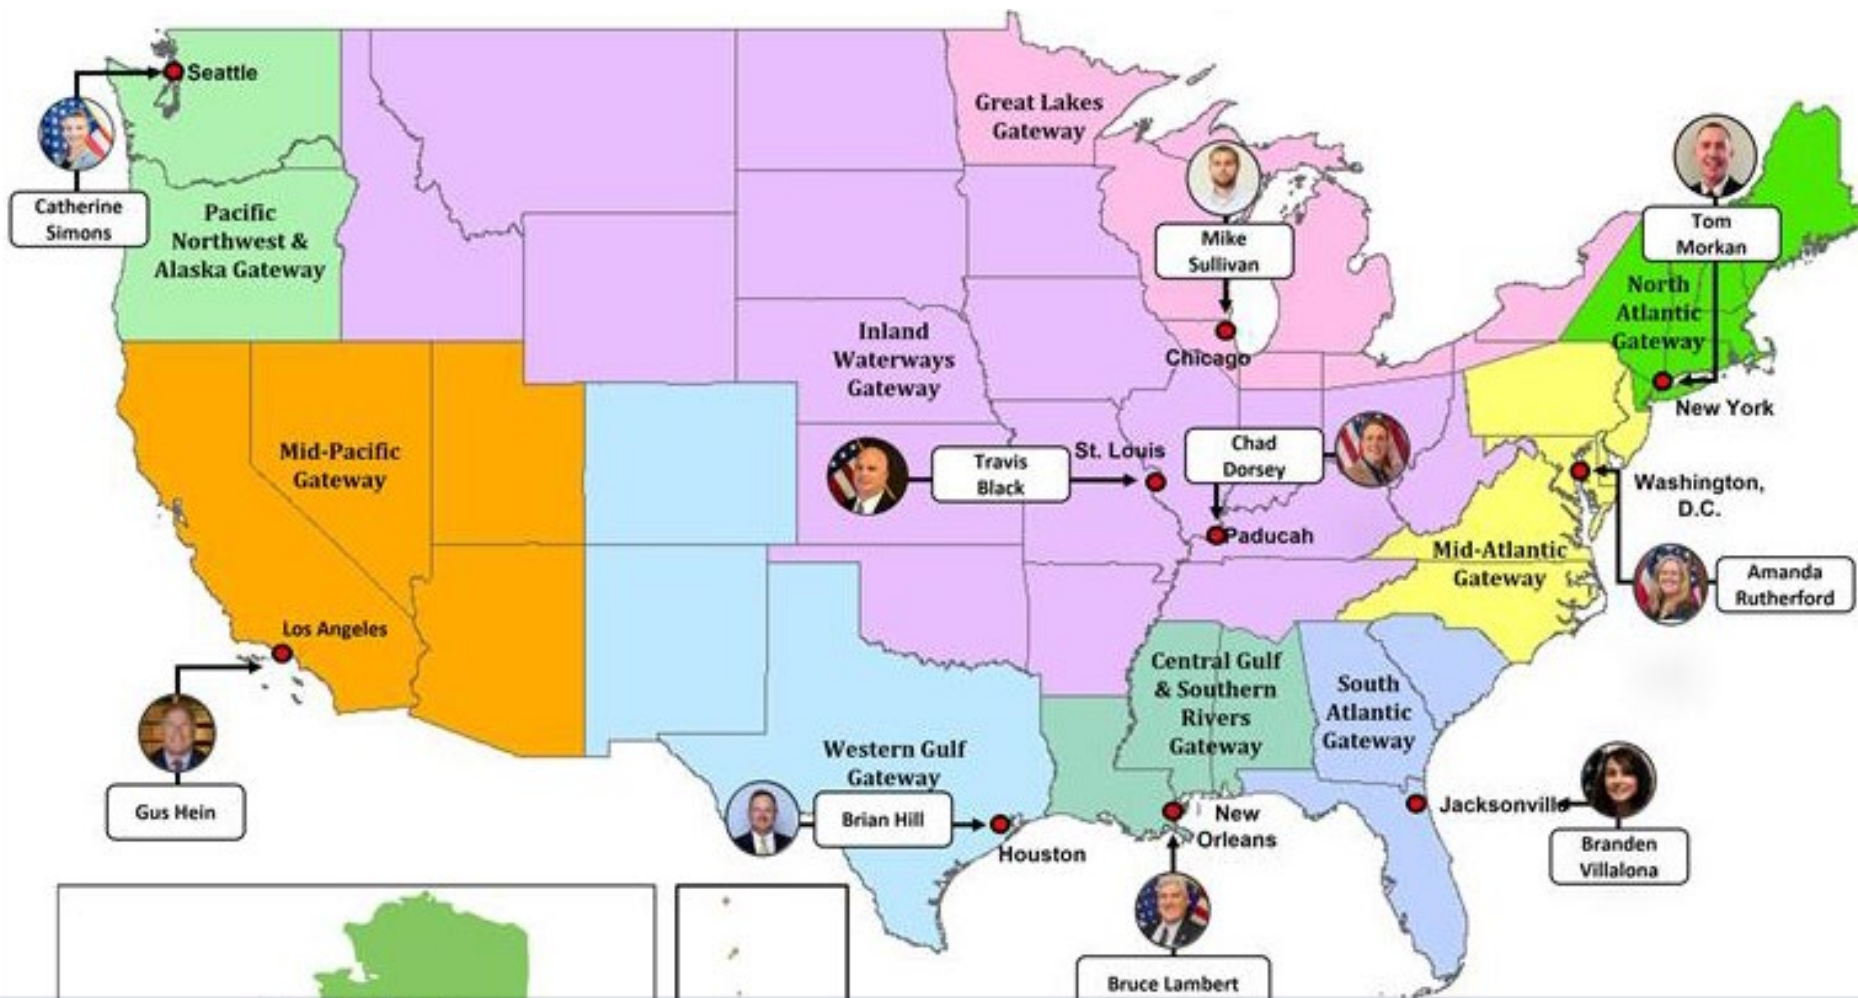 Seattle
Catherine
Simons
Pacific
Northwest &
Alaska Gateway
Great Lakes
Gateway
Mike
Sullivan
Chicago
Tom
Morkan
North
Atlantic
Gateway
New York
Inland
Waterways
Gateway
Mid-Pacific
Gateway
Travis
Black
St. Louis
Chad
Dorsey
Paducah
Washington,
D.C.
Mid-Atlantic
Gateway
Amanda
Rutherford
Los Angeles
Gus Hein
Central Gulf
& Southern
Rivers
Gateway
South
Atlantic
Gateway
Western Gulf
Gateway
Brian Hill
Houston
New
Orleans
Jacksonville
Branden
Villalona
Bruce Lambert